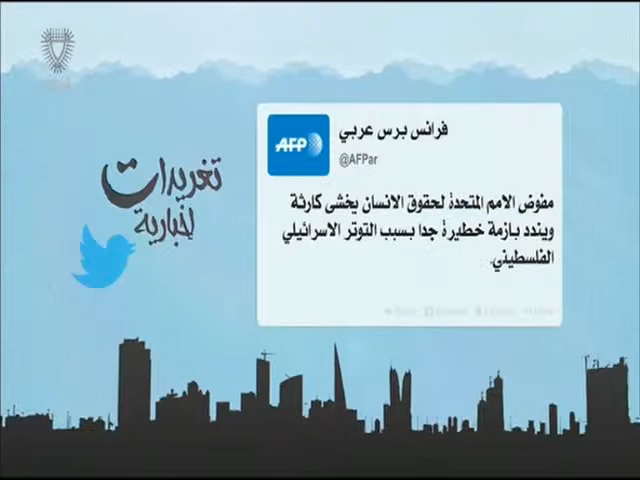 فرانس برس عربي
AFP
@AFPar
تغريدات
إخبارية
مفوض الامم المتحدة لحقوق الانسان يخشى كارثة
ويندد بازمة خطيرة جدا بسبب التوتر الاسرائيلي
الفلسطيني.